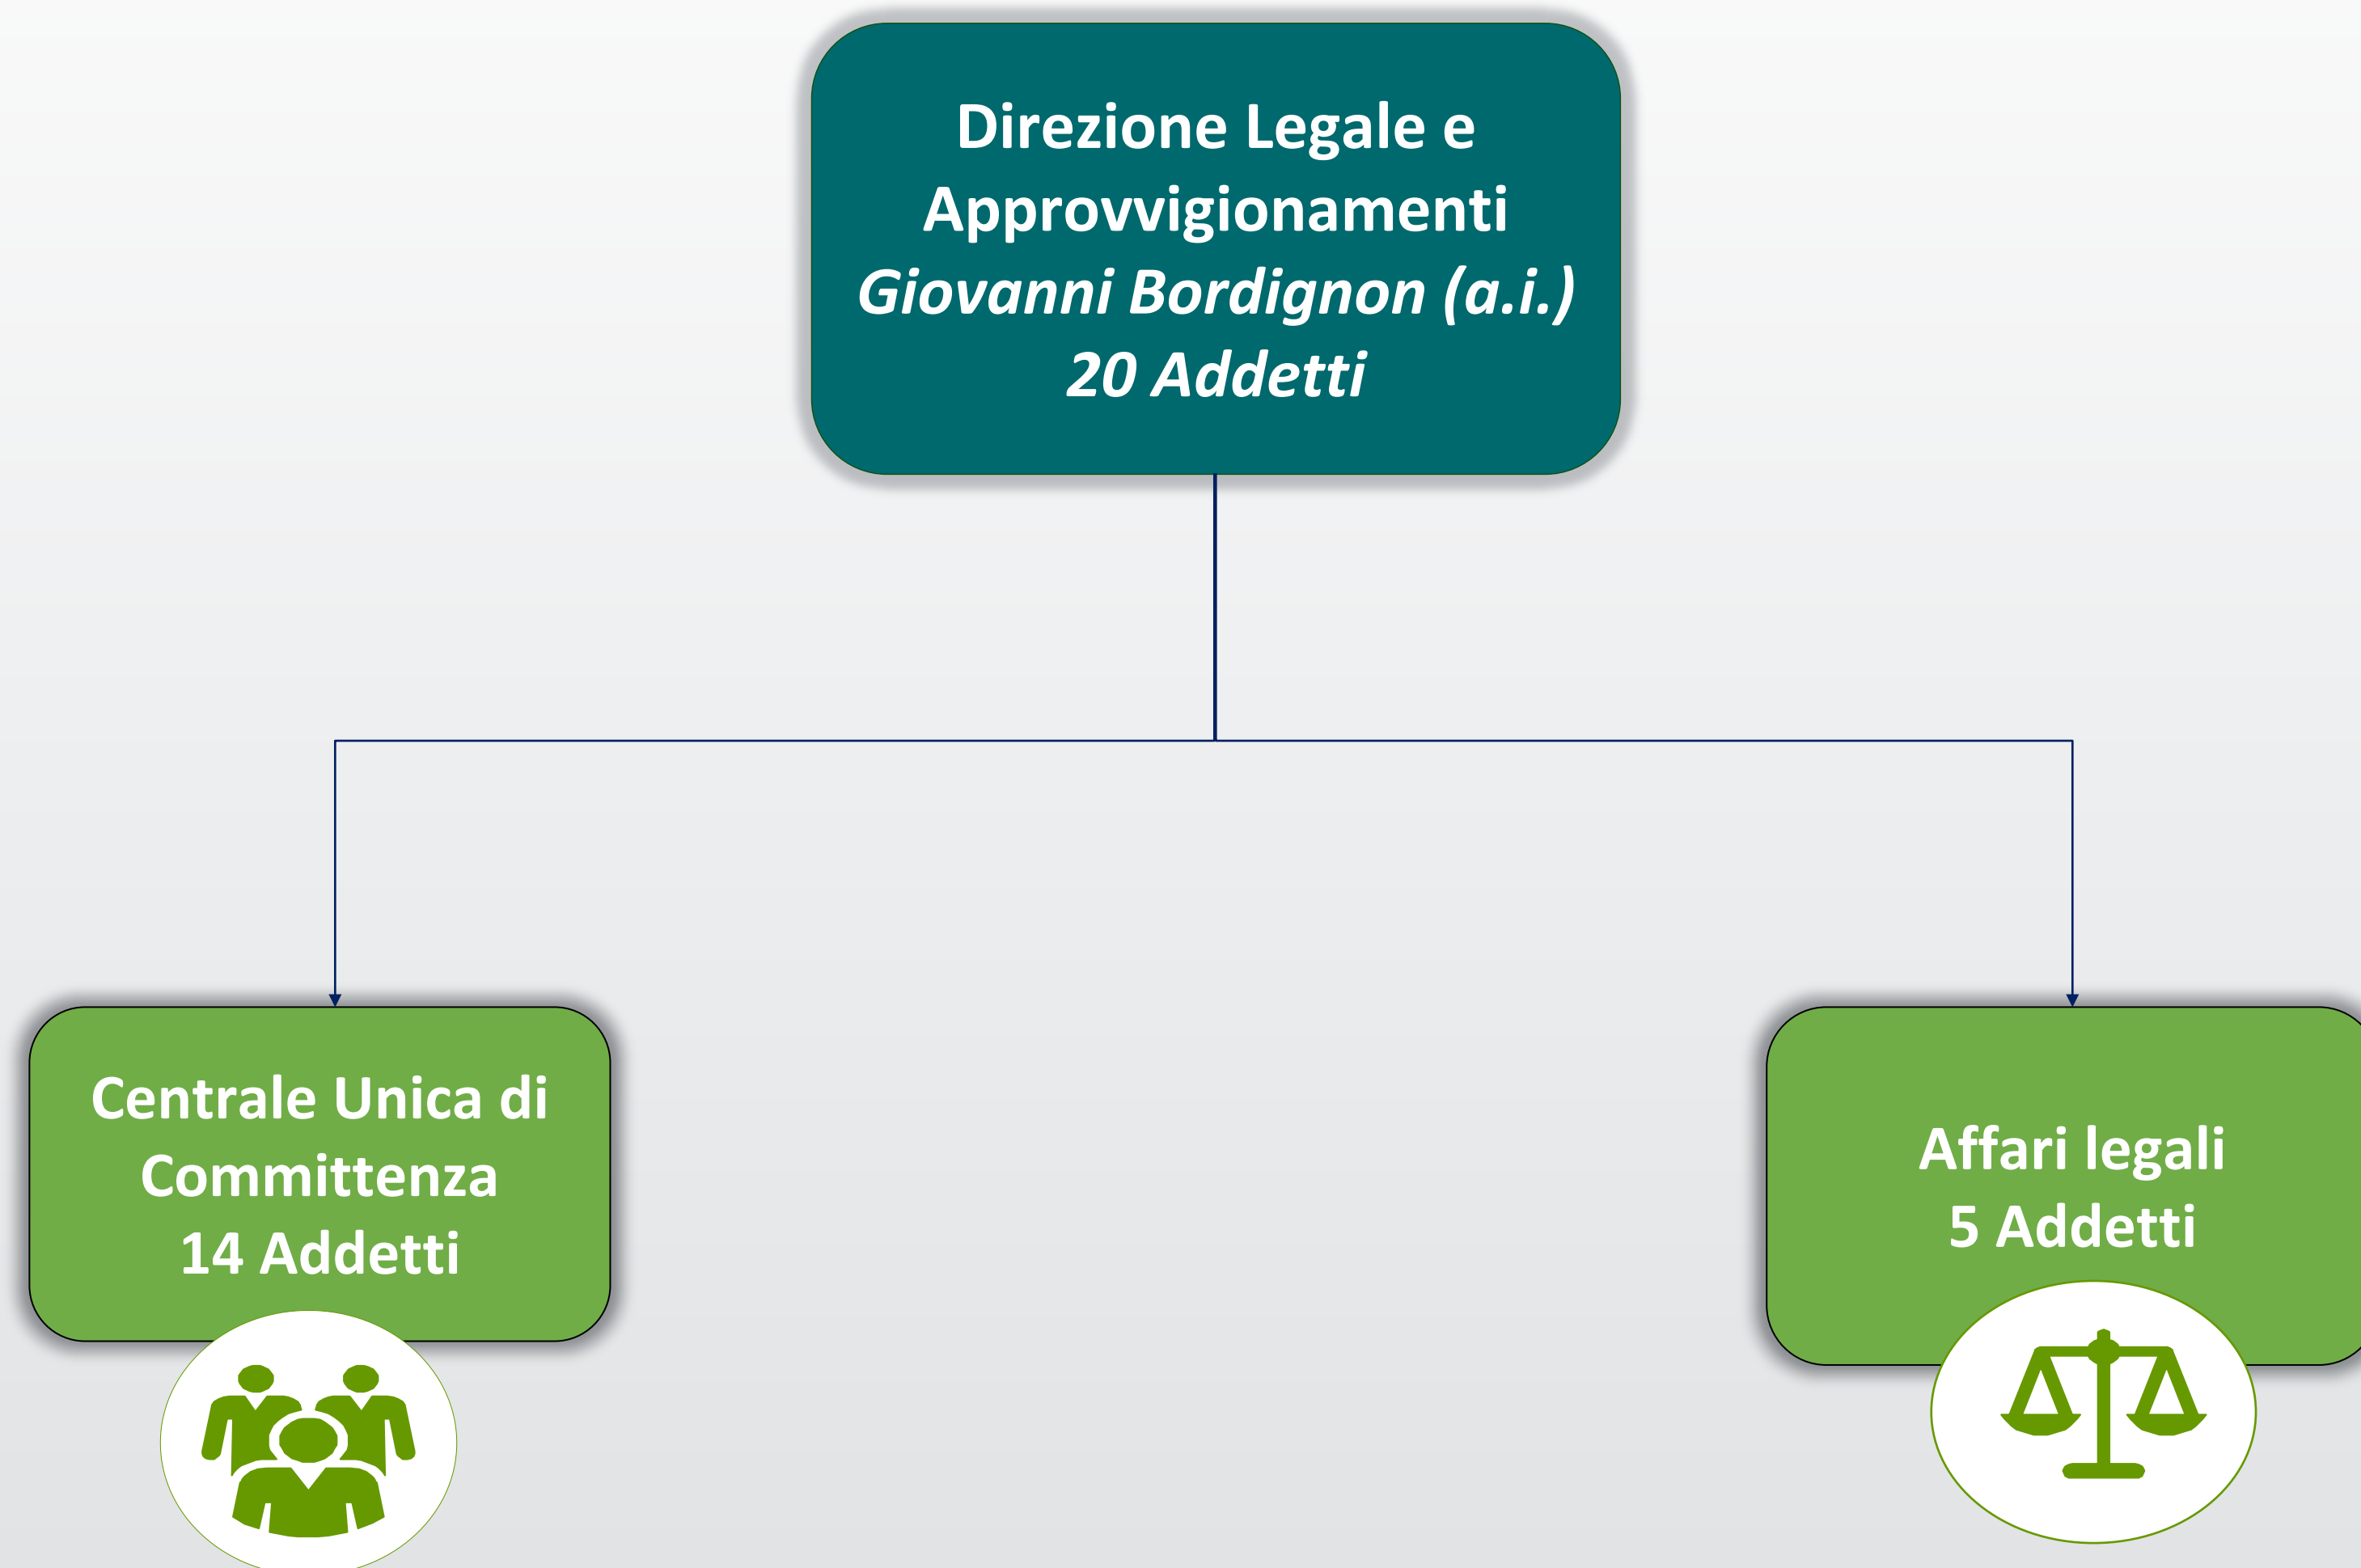 Direzione Legale e
Approvvigionamenti
Giovanni Bordignon (a.i.)
20 Addetti
Centrale Unica di
Committenza
14 Addetti
Affari legali
5 Addetti